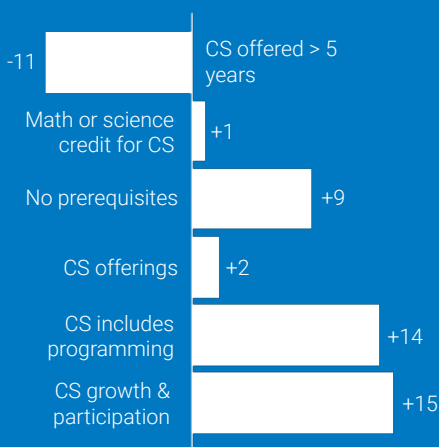 -11
CS offered > 5
years
Math or science
credit for CS
+1
No prerequisites
+9
CS offerings
+2
CS includes
programming
+14
CS growth &
participation
+15